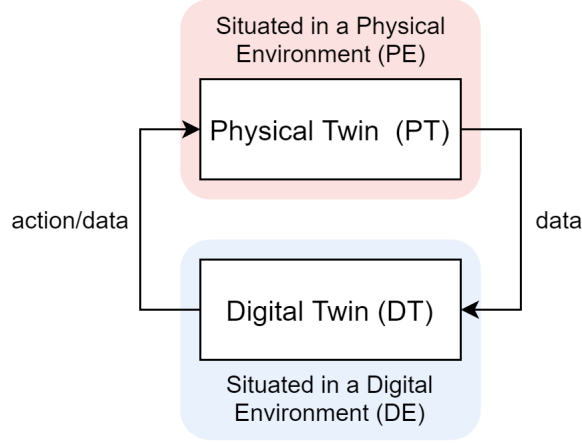 Situated in a Physical
Environment (PE)
Physical Twin (PT)
action/data
data
Digital Twin (DT)
Situated in a Digital
Environment (DE)